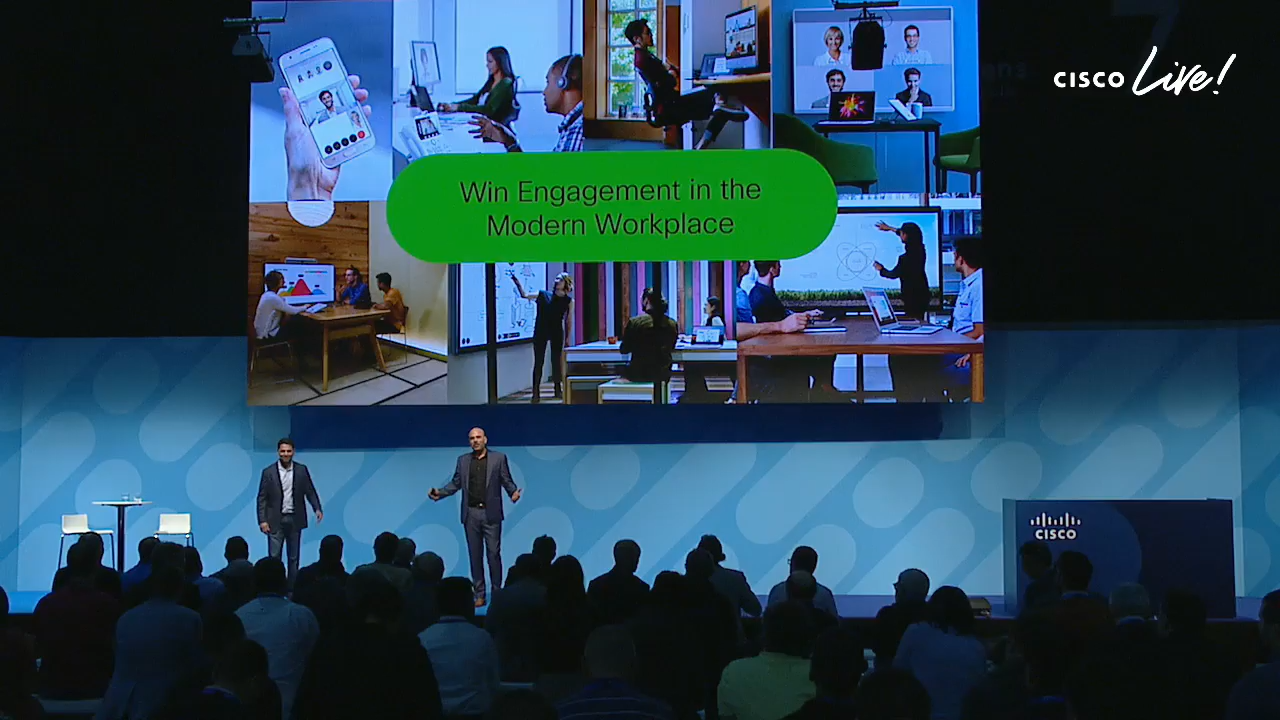 CISCO Live!
Win Engagement in the
Modern Workplace
CISCO